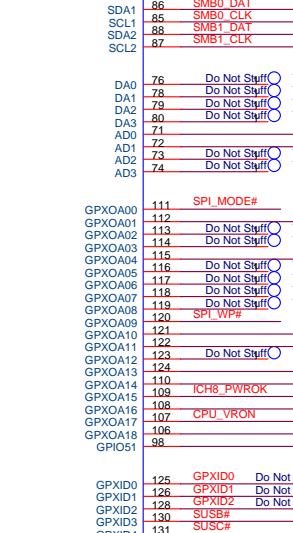 SDA1 86 SMB0_DAT
SCL1 85 SMB0_CLK
SDA2 88 SMB1_DAT
SCL2 87 SMB1_CLK
DA0 76 Do Not Stuff
DA1 78 Do Not Stuff
DA2 79 Do Not Stuff
DA3 80 Do Not Stuff
AD0 71
AD1 72
AD2 73 Do Not Stuff
AD3 74 Do Not Stuff
GPXOA00 111 SPI_MODE#
GPXOA01 112
GPXOA02 113 Do Not Stuff
GPXOA03 114 Do Not Stuff
GPXOA04 115
GPXOA05 116 Do Not Stuff
GPXOA06 117 Do Not Stuff
GPXOA07 118 Do Not Stuff
GPXOA08 119 Do Not Stuff
GPXOA09 120 SPI_WP#
GPXOA10 121
GPXOA11 122
GPXOA12 123 Do Not Stuff
GPXOA13 124
GPXOA14 110
GPXOA15 109 ICH8_PWROK
GPXOA16 108
GPXOA17 107 CPU_VRON
GPXOA18 106
GPIO51 98
GPXID0 125 GPXID0 Do Not
GPXID1 126 GPXID1 Do Not
GPXID2 128 GPXID2 Do Not
GPXID3 130 SUSB#
131 SUSC#